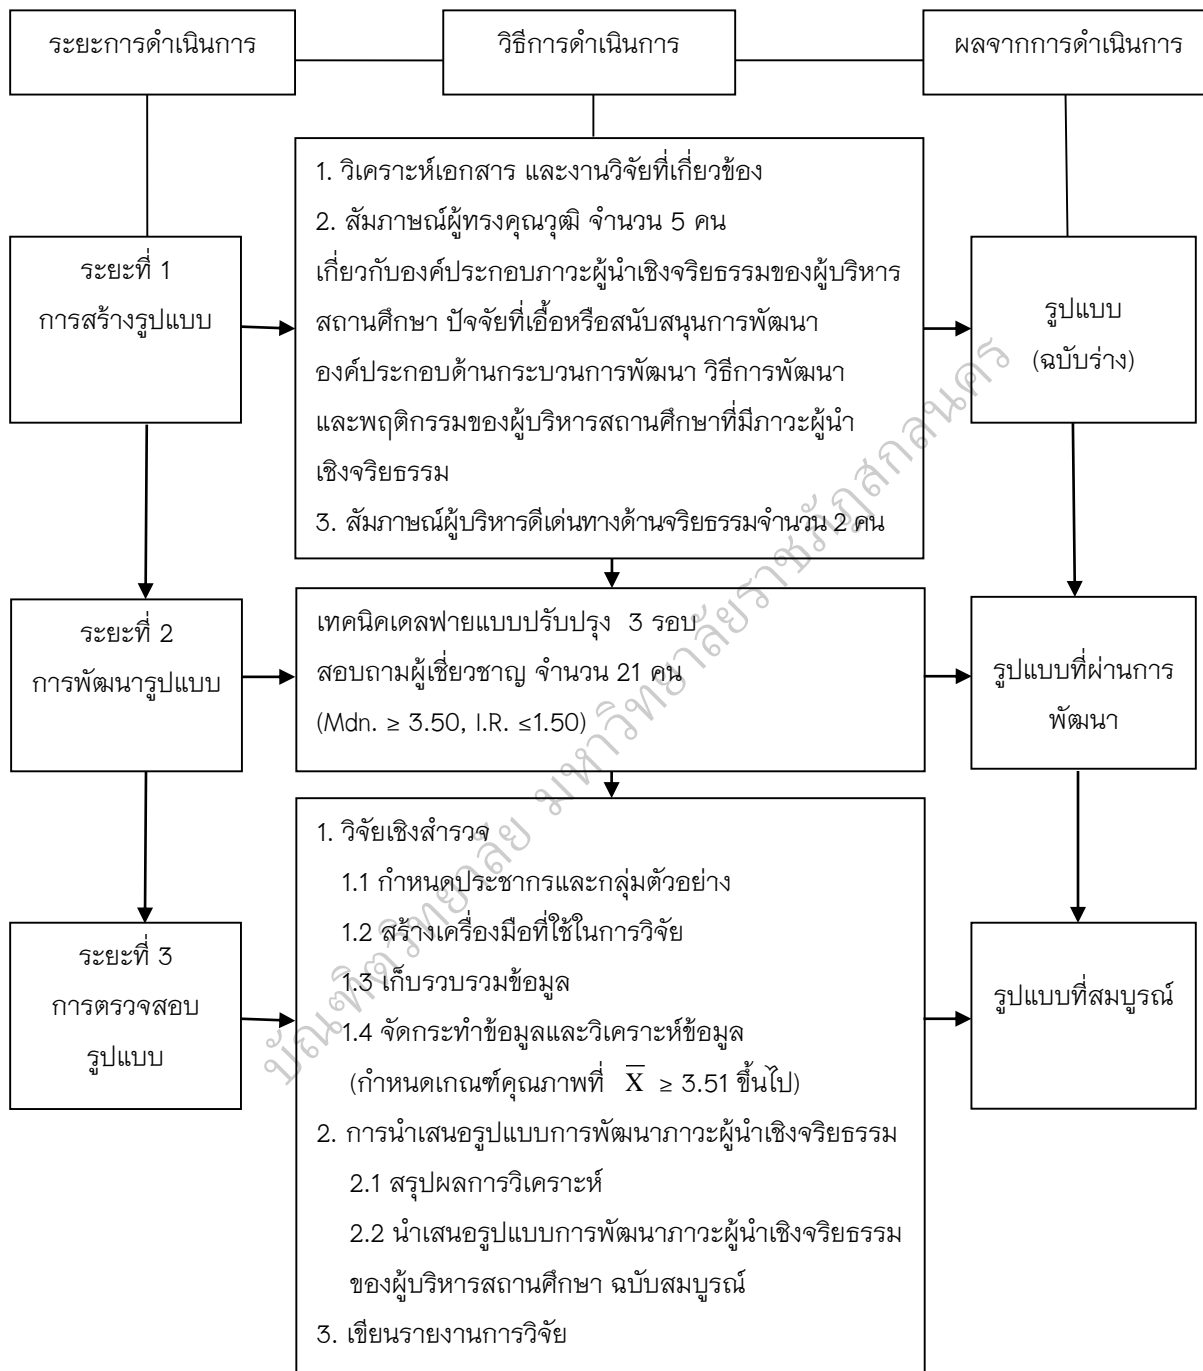 ระยะการดำเนินการ
วิธีการดำเนินการ
ผลจากการดำเนินการ
ระยะที่ 1
การสร้างรูปแบบ
1. วิเคราะห์เอกสาร และงานวิจัยที่เกี่ยวข้อง
2. สัมภาษณ์ผู้ทรงคุณวุฒิ จำนวน 5 คน
เกี่ยวกับองค์ประกอบภาวะผู้นำเชิงจริยธรรมของผู้บริหาร
สถานศึกษา ปัจจัยที่เอื้อหรือสนับสนุนการพัฒนา
องค์ประกอบด้านกระบวนการพัฒนา วิธีการพัฒนา
และพฤติกรรมของผู้บริหารสถานศึกษาที่มีภาวะผู้นำ
เชิงจริยธรรม
3. สัมภาษณ์ผู้บริหารดีเด่นทางด้านจริยธรรมจำนวน 2 คน
รูปแบบ
(ฉบับร่าง)
ระยะที่ 2
การพัฒนารูปแบบ
เทคนิคเดลฟายแบบปรับปรุง 3 รอบ
สอบถามผู้เชี่ยวชาญ จำนวน 21 คน
(Mdn. ≥ 3.50, I.R. ≤1.50)
รูปแบบที่ผ่านการ
พัฒนา
ระยะที่ 3
การตรวจสอบ
รูปแบบ
1. วิจัยเชิงสำรวจ
1.1 กำหนดประชากรและกลุ่มตัวอย่าง
1.2 สร้างเครื่องมือที่ใช้ในการวิจัย
1.3 เก็บรวบรวมข้อมูล
1.4 จัดกระทำข้อมูลและวิเคราะห์ข้อมูล
(กำหนดเกณฑ์คุณภาพที่ X̅ ≥ 3.51 ขึ้นไป)
2. การนำเสนอรูปแบบการพัฒนาภาวะผู้นำเชิงจริยธรรม
2.1 สรุปผลการวิเคราะห์
2.2 นำเสนอรูปแบบการพัฒนาภาวะผู้นำเชิงจริยธรรม
ของผู้บริหารสถานศึกษา ฉบับสมบูรณ์
3. เขียนรายงานการวิจัย
รูปแบบที่สมบูรณ์
บัณฑิตวิทยาลัย มหาวิทยาลัยราชภัฏสกลนคร